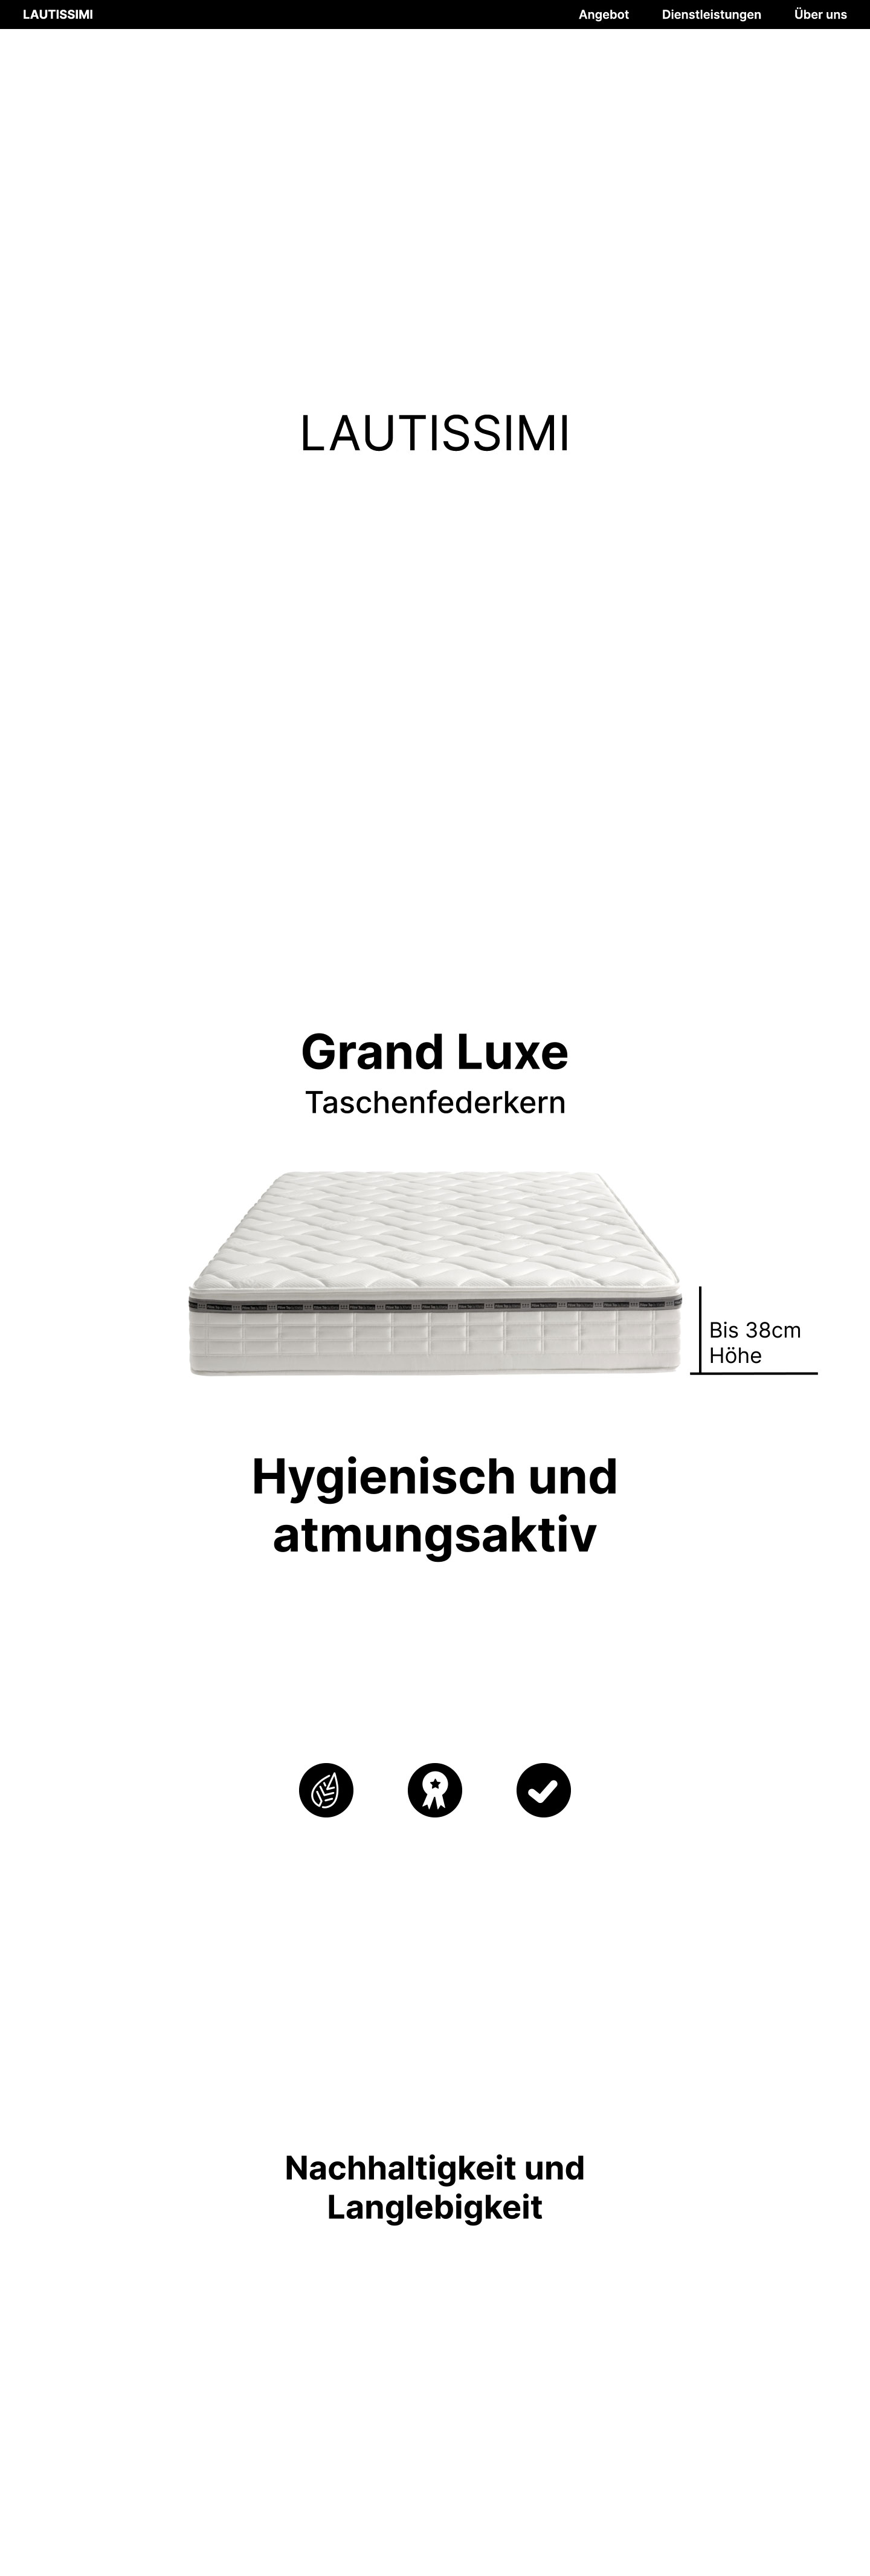 LAUTISSIMI
Angebot Dienstleistungen Über uns
LAUTISSIMI
Grand Luxe
Taschenfederkern
Bis 38cm
Höhe
Hygienisch und
atmungsaktiv
Nachhaltigkeit und
Langlebigkeit